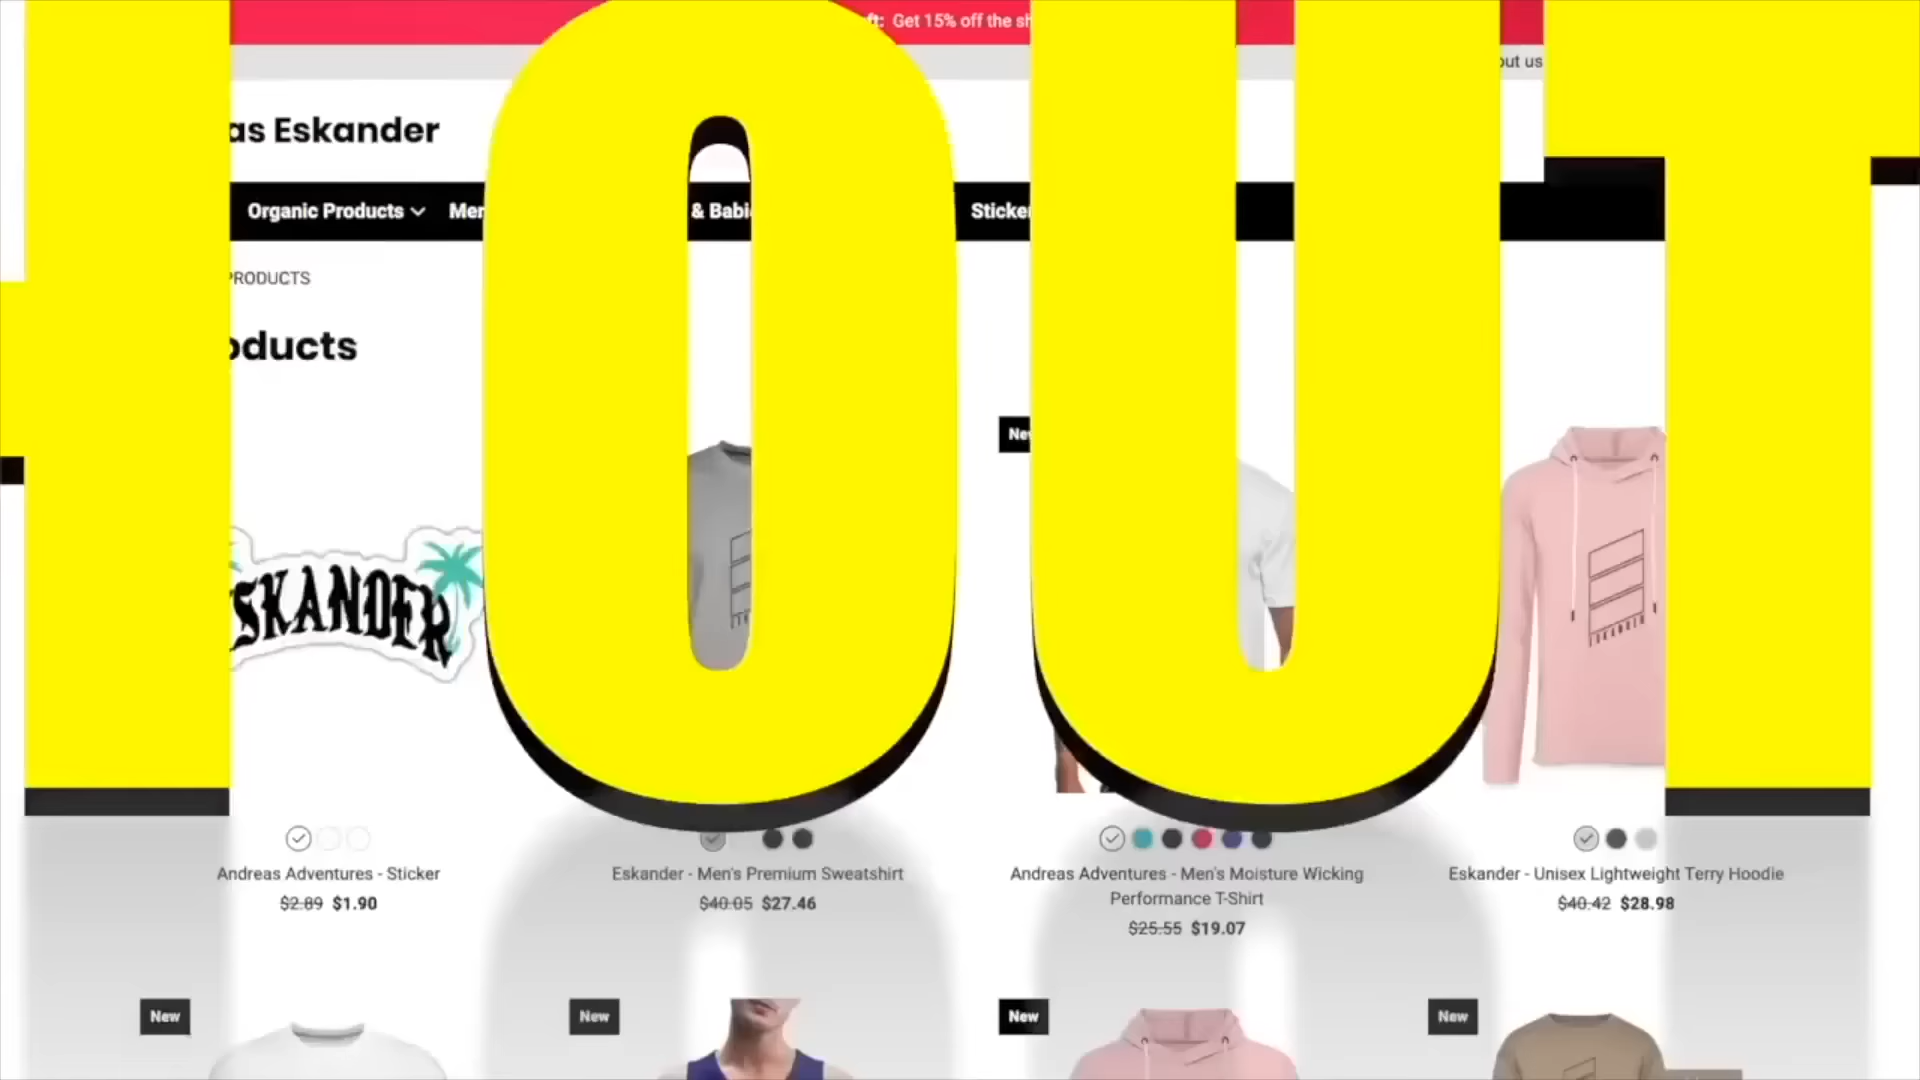 HOUT
ft: Get 15% off the sh
out us
as Eskander
Organic Products Men & Babi Sticker
PRODUCTS
oducts
New
SKANDER
ESKANDER
Andreas Adventures - Sticker
$2.89 $1.90
Eskander - Men's Premium Sweatshirt
$40.05 $27.46
Andreas Adventures - Men's Moisture Wicking
Performance T-Shirt
$25.55 $19.07
Eskander - Unisex Lightweight Terry Hoodie
$40.42 $28.98
New New New New